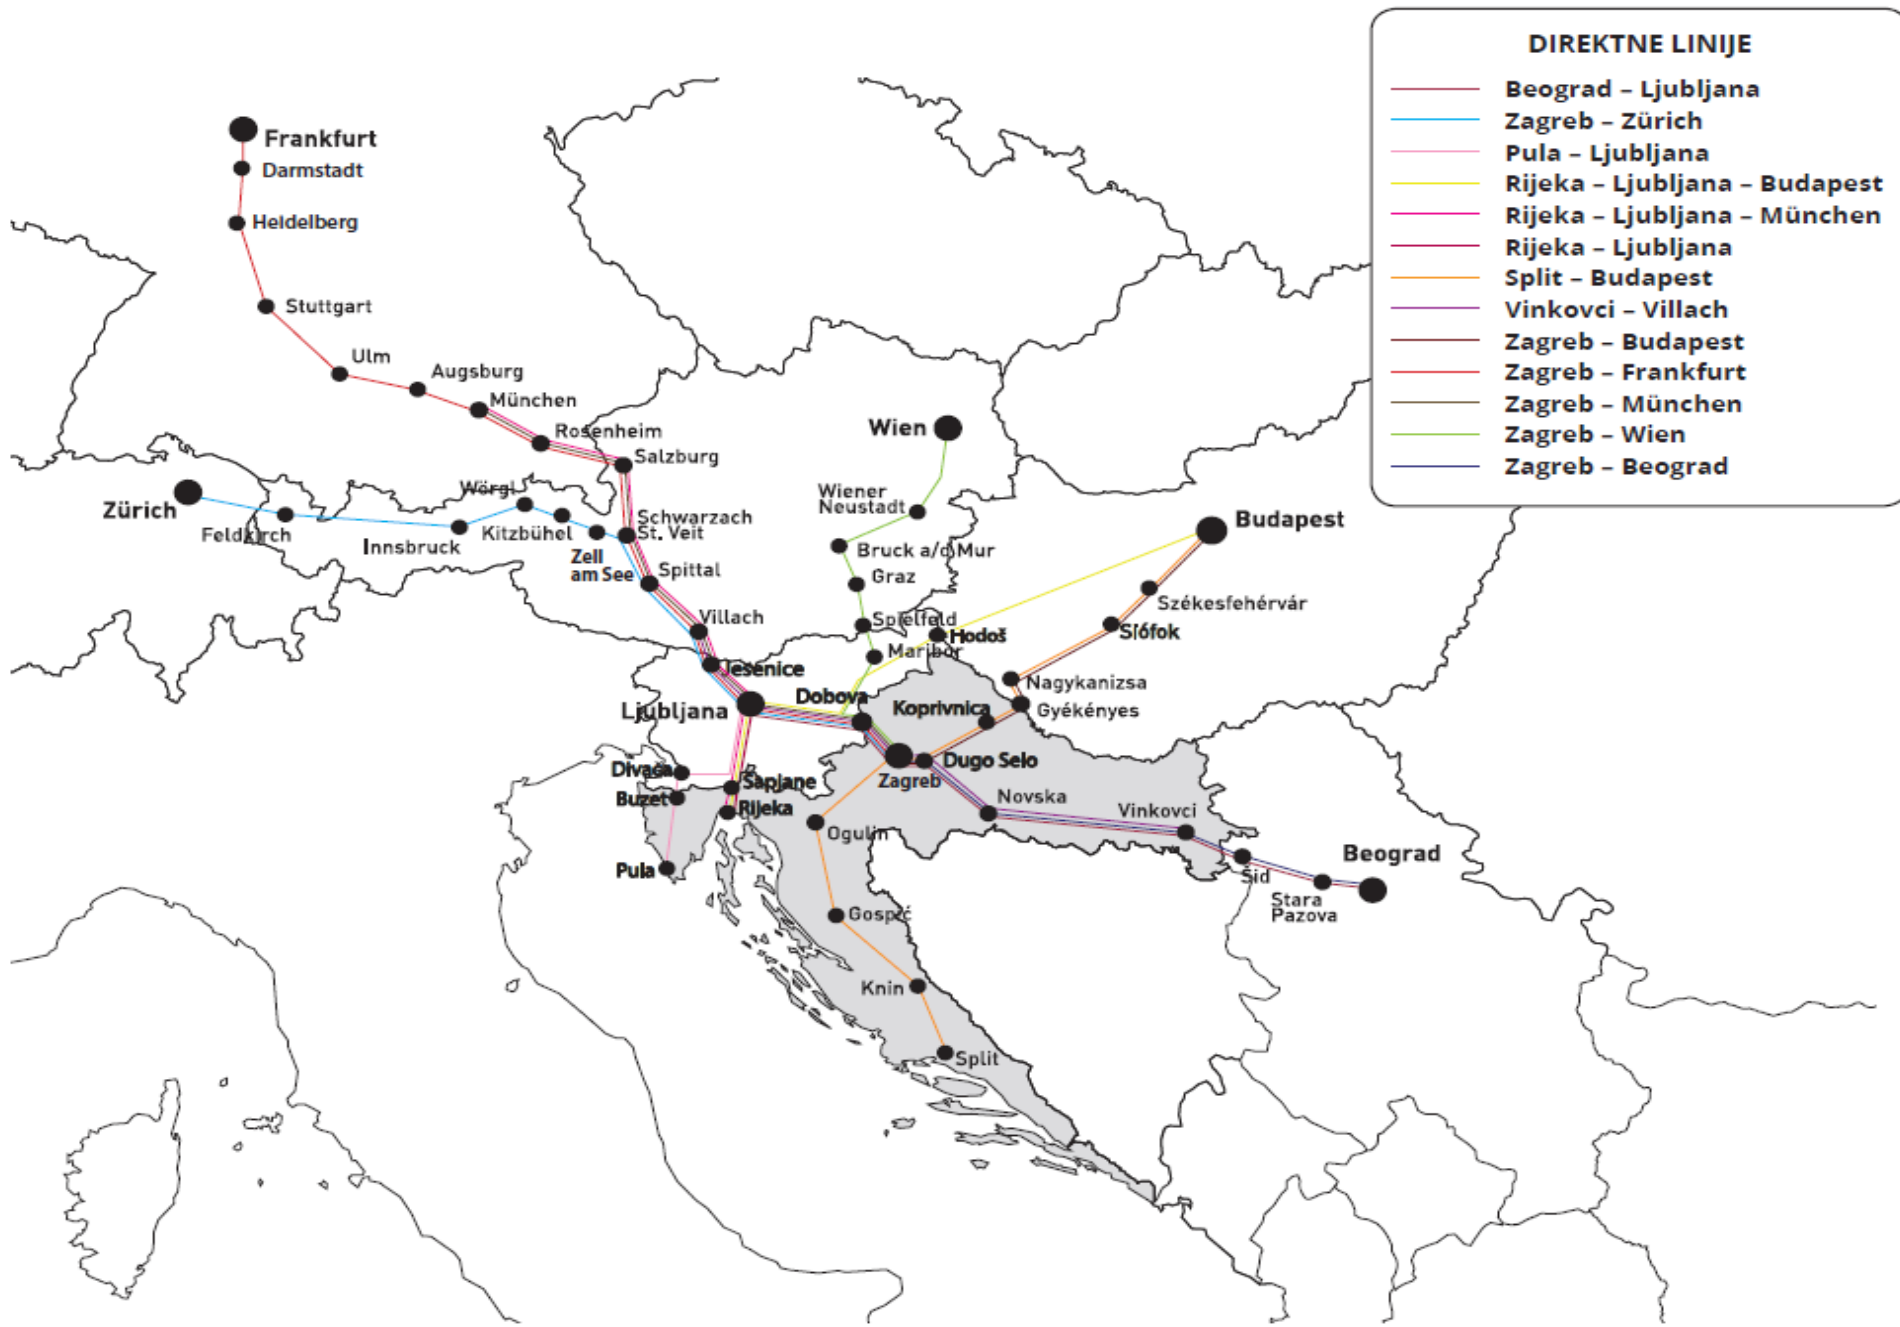 DIREKTNE LINIJE
Beograd – Ljubljana
Zagreb – Zürich
Pula – Ljubljana
Rijeka – Ljubljana – Budapest
Rijeka – Ljubljana – München
Rijeka – Ljubljana
Split – Budapest
Vinkovci – Villach
Zagreb – Budapest
Zagreb – Frankfurt
Zagreb – München
Zagreb – Wien
Zagreb – Beograd
Frankfurt
Darmstadt
Heidelberg
Stuttgart
Ulm
Augsburg
München
Rosenheim
Salzburg
Wien
Zürich
Feldkirch
Innsbruck
Wörgl
Kitzbühel
Zell
am See
Schwarzach
St. Veit
Spittal
Villach
Jesenice
Ljubljana
Wiener
Neustadt
Bruck a/d Mur
Graz
Spielfeld
Maribor
Hodoš
Budapest
Székesfehérvár
Siófok
Nagykanizsa
Gyékényes
Koprivnica
Dobova
Dugo Selo
Zagreb
Divača
Buzet
Pula
Šapjane
Rijeka
Novska
Vinkovci
Šid
Stara
Pazova
Beograd
Ogulin
Gospić
Knin
Split